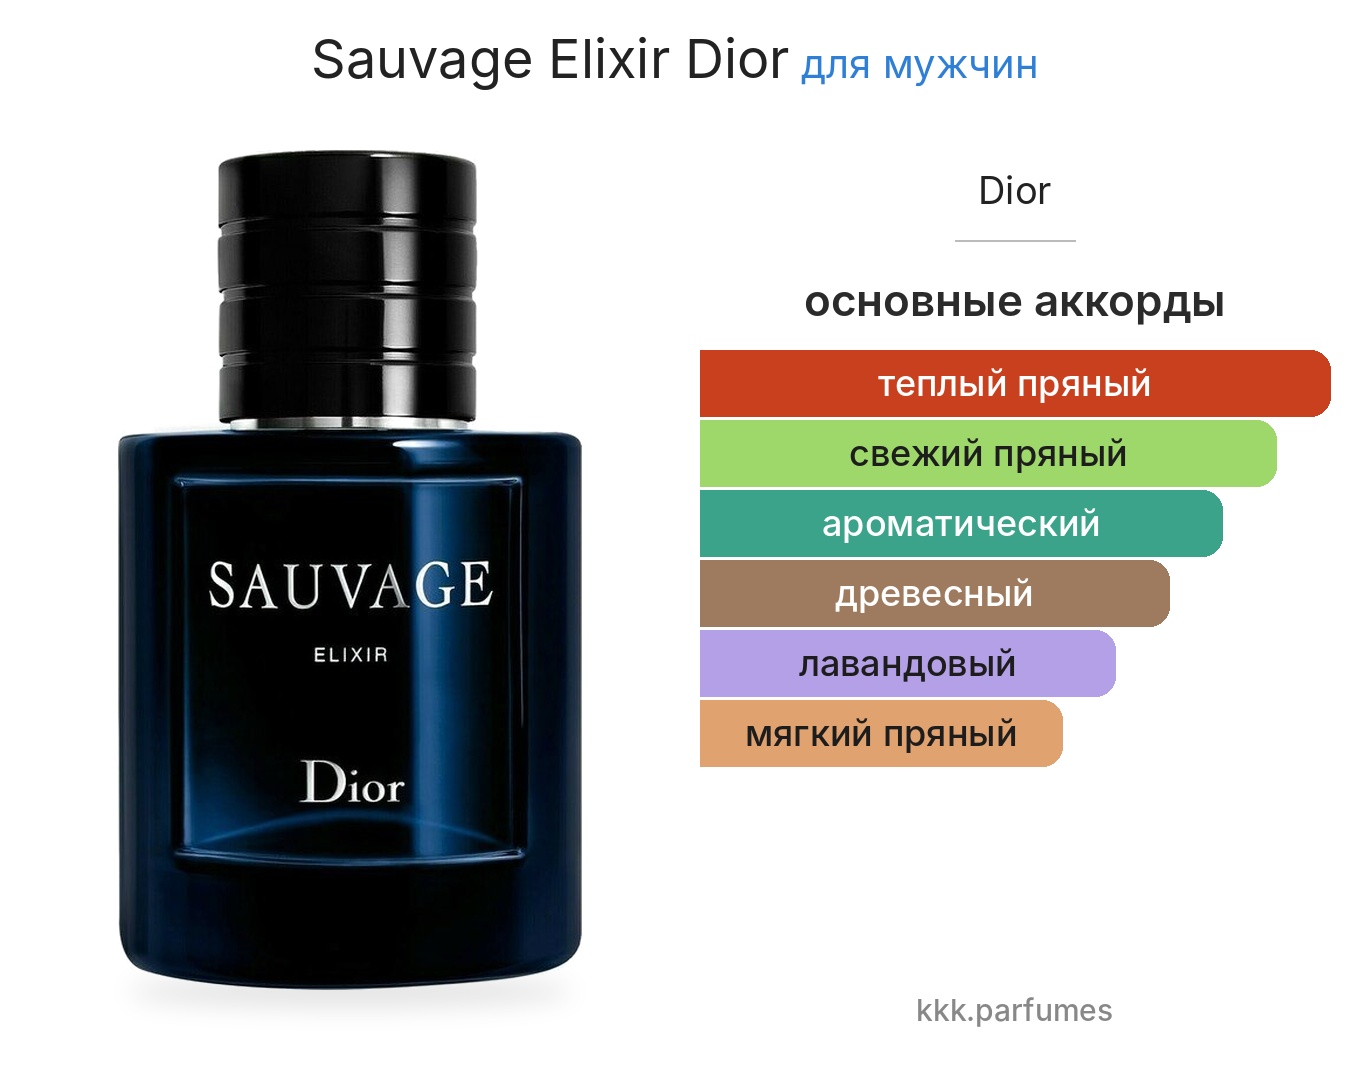 Sauvage Elixir Dior для мужчин
SAUVAGE
ELIXIR
Dior
Dior
основные аккорды
теплый пряный
свежий пряный
ароматический
древесный
лавандовый
мягкий пряный
kkk.parfumes